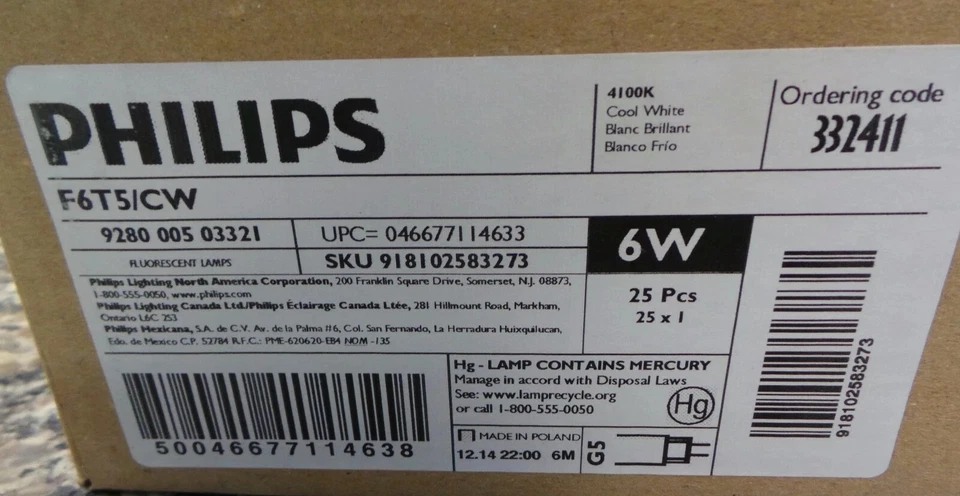 PHILIPS
4100K
Cool White
Blanc Brillant
Blanco Frío
Ordering code
332411
F6T5/CW
9280 005 03321
UPC= 046677114633
FLUORESCENT LAMPS
SKU 918102583273
6W
25 Pcs
25 x 1
Philips Lighting North America Corporation, 200 Franklin Square Drive, Somerset, N.J. 08873,
1-800-555-0050, www.philips.com
Philips Lighting Canada Ltd/Philips Éclairage Canada Ltée, 281 Hillmount Road, Markham,
Ontario L6C 2S3
Philips Mexicana, S.A. de C.V. Av. de la Palma #6, Col. San Fernando, La Herradura Huixquilucan,
Edo. de Mexico C.P. 52784 R.F.C.: PME-620620-EB4 NOM -135
Hg - LAMP CONTAINS MERCURY
Manage in accord with Disposal Laws
See: www.lamprecycle.org
or call 1-800-555-0050
Hg
50046677114638
MADE IN POLAND
12.14 22:00 6M
G5
918102583273